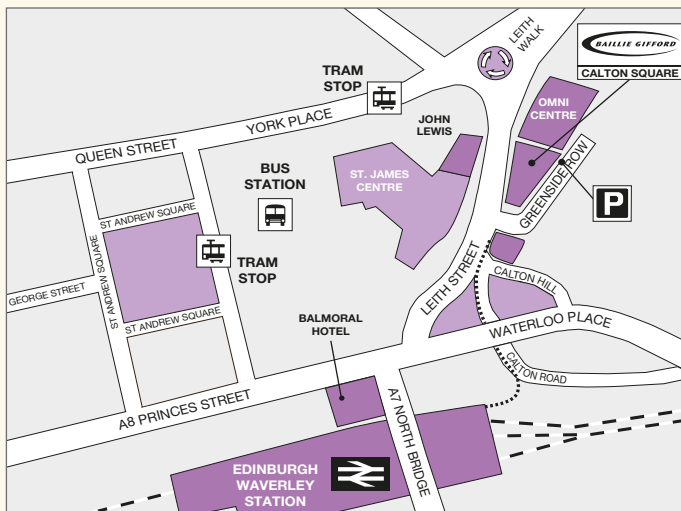 LEITH
WALK
BAILLIE GIFFORD
CALTON SQUARE
TRAM
STOP
OMNI
CENTRE
JOHN
LEWIS
YORK PLACE
QUEEN STREET
BUS
STATION
ST. JAMES
CENTRE
GREENSIDE ROW
P
ST ANDREW SQUARE
ST ANDREW SQUARE
TRAM
STOP
LEITH STREET
CALTON HILL
GEORGE STREET
ST ANDREW SQUARE
BALMORAL
HOTEL
WATERLOO PLACE
CALTON ROAD
A8 PRINCES STREET
A7 NORTH BRIDGE
EDINBURGH
WAVERLEY
STATION